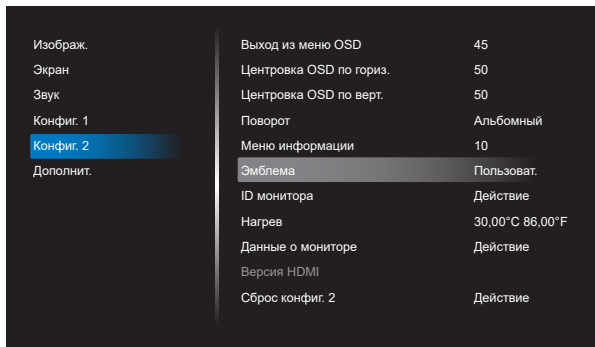 Изображ.
Экран
Звук
Конфиг. 1
Конфиг. 2
Дополнит.
Выход из меню OSD 45
Центровка OSD по гориз. 50
Центровка OSD по верт. 50
Поворот Альбомный
Меню информации 10
Эмблема Пользоват.
ID монитора Действие
Нагрев 30,00°C 86,00°F
Данные о мониторе Действие
Версия HDMI
Сброс конфиг. 2 Действие